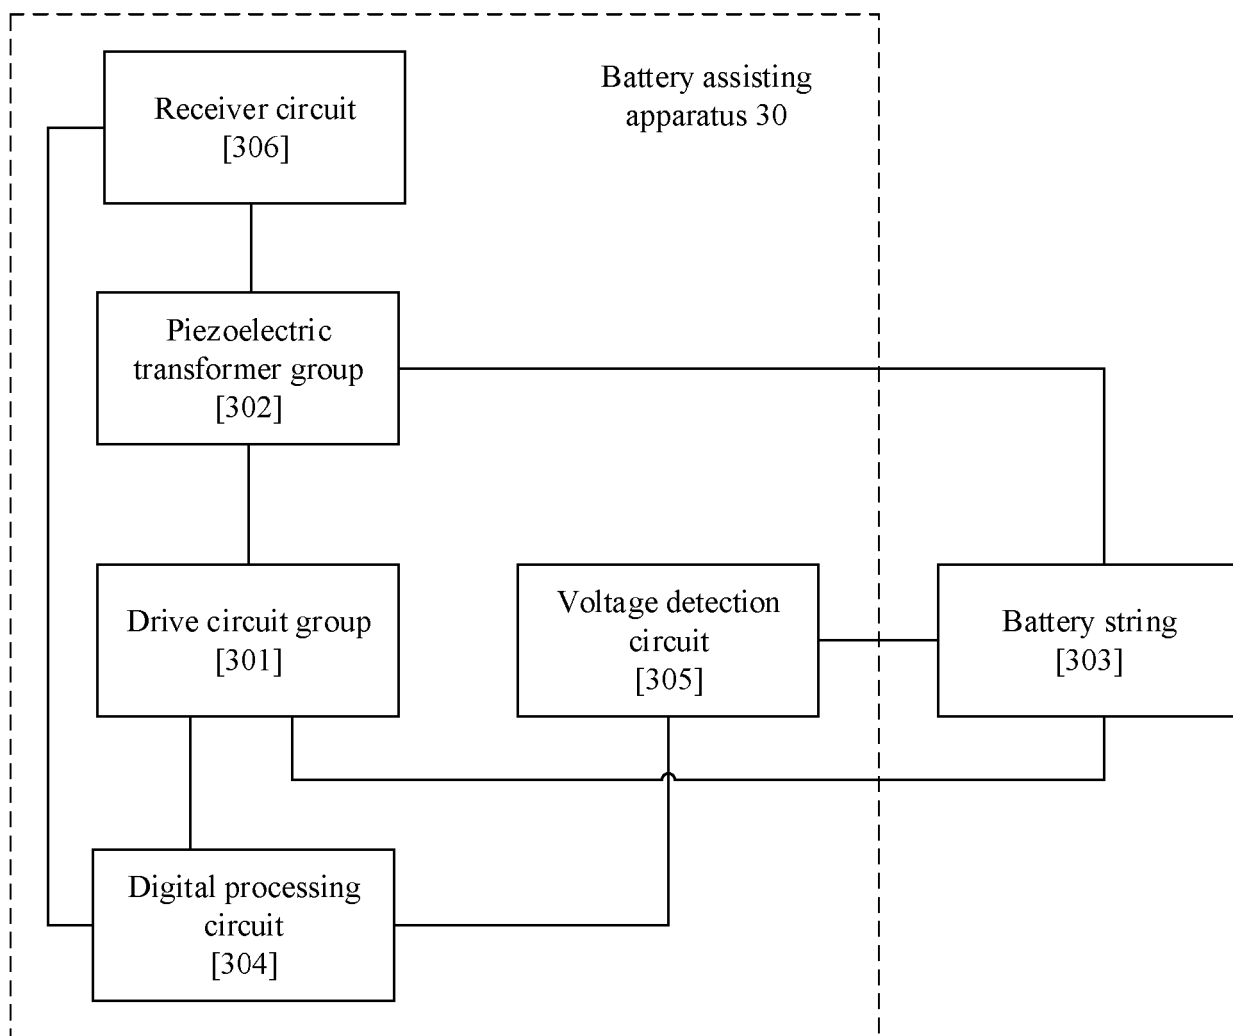 Battery assisting
apparatus 30
Receiver circuit
[306]
Piezoelectric
transformer group
[302]
Drive circuit group
[301]
Voltage detection
circuit
[305]
Battery string
[303]
Digital processing
circuit
[304]